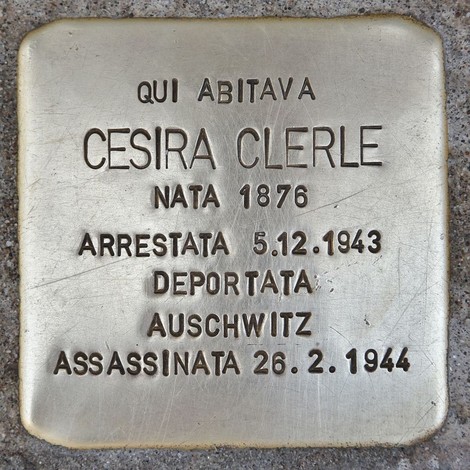 QUI ABITAVA
CESIRA CLERLE
NATA 1876
ARRESTATA 5.12.1943
DEPORTATA
AUSCHWITZ
ASSASSINATA 26.2.1944